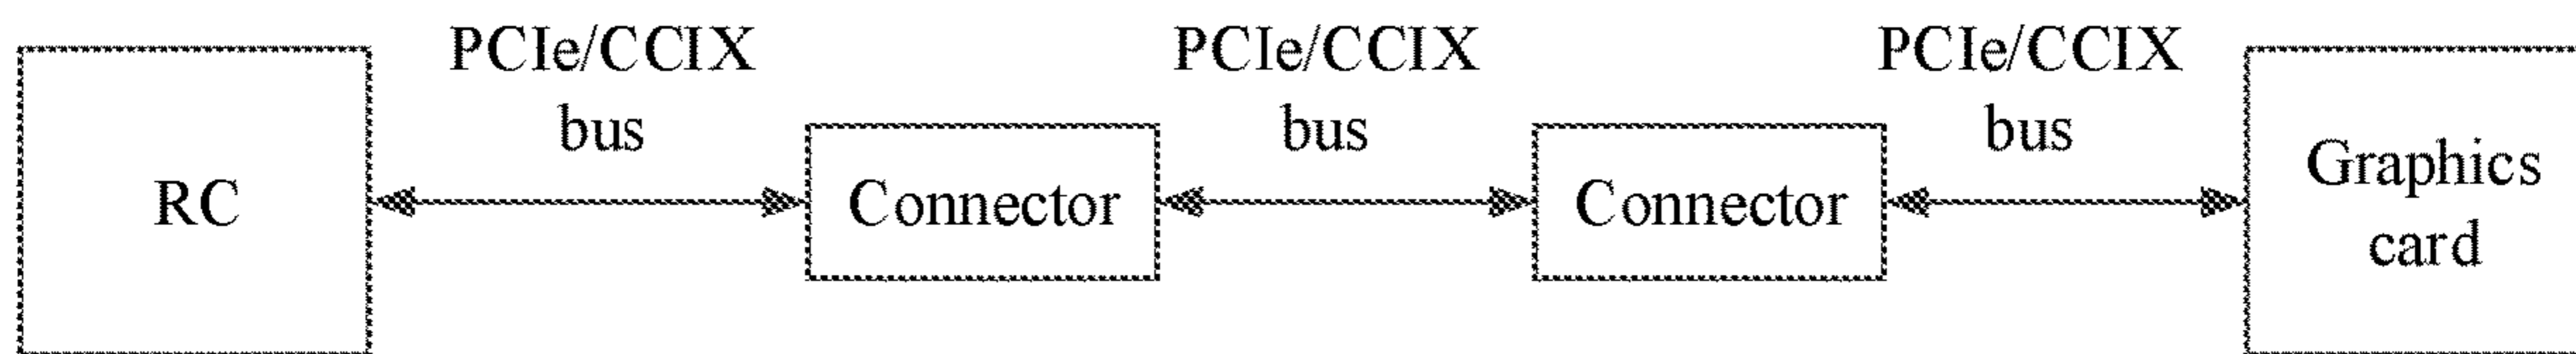 PCIe/CCIX
bus
PCIe/CCIX
bus
PCIe/CCIX
bus
RC
Connector
Connector
Graphics
card